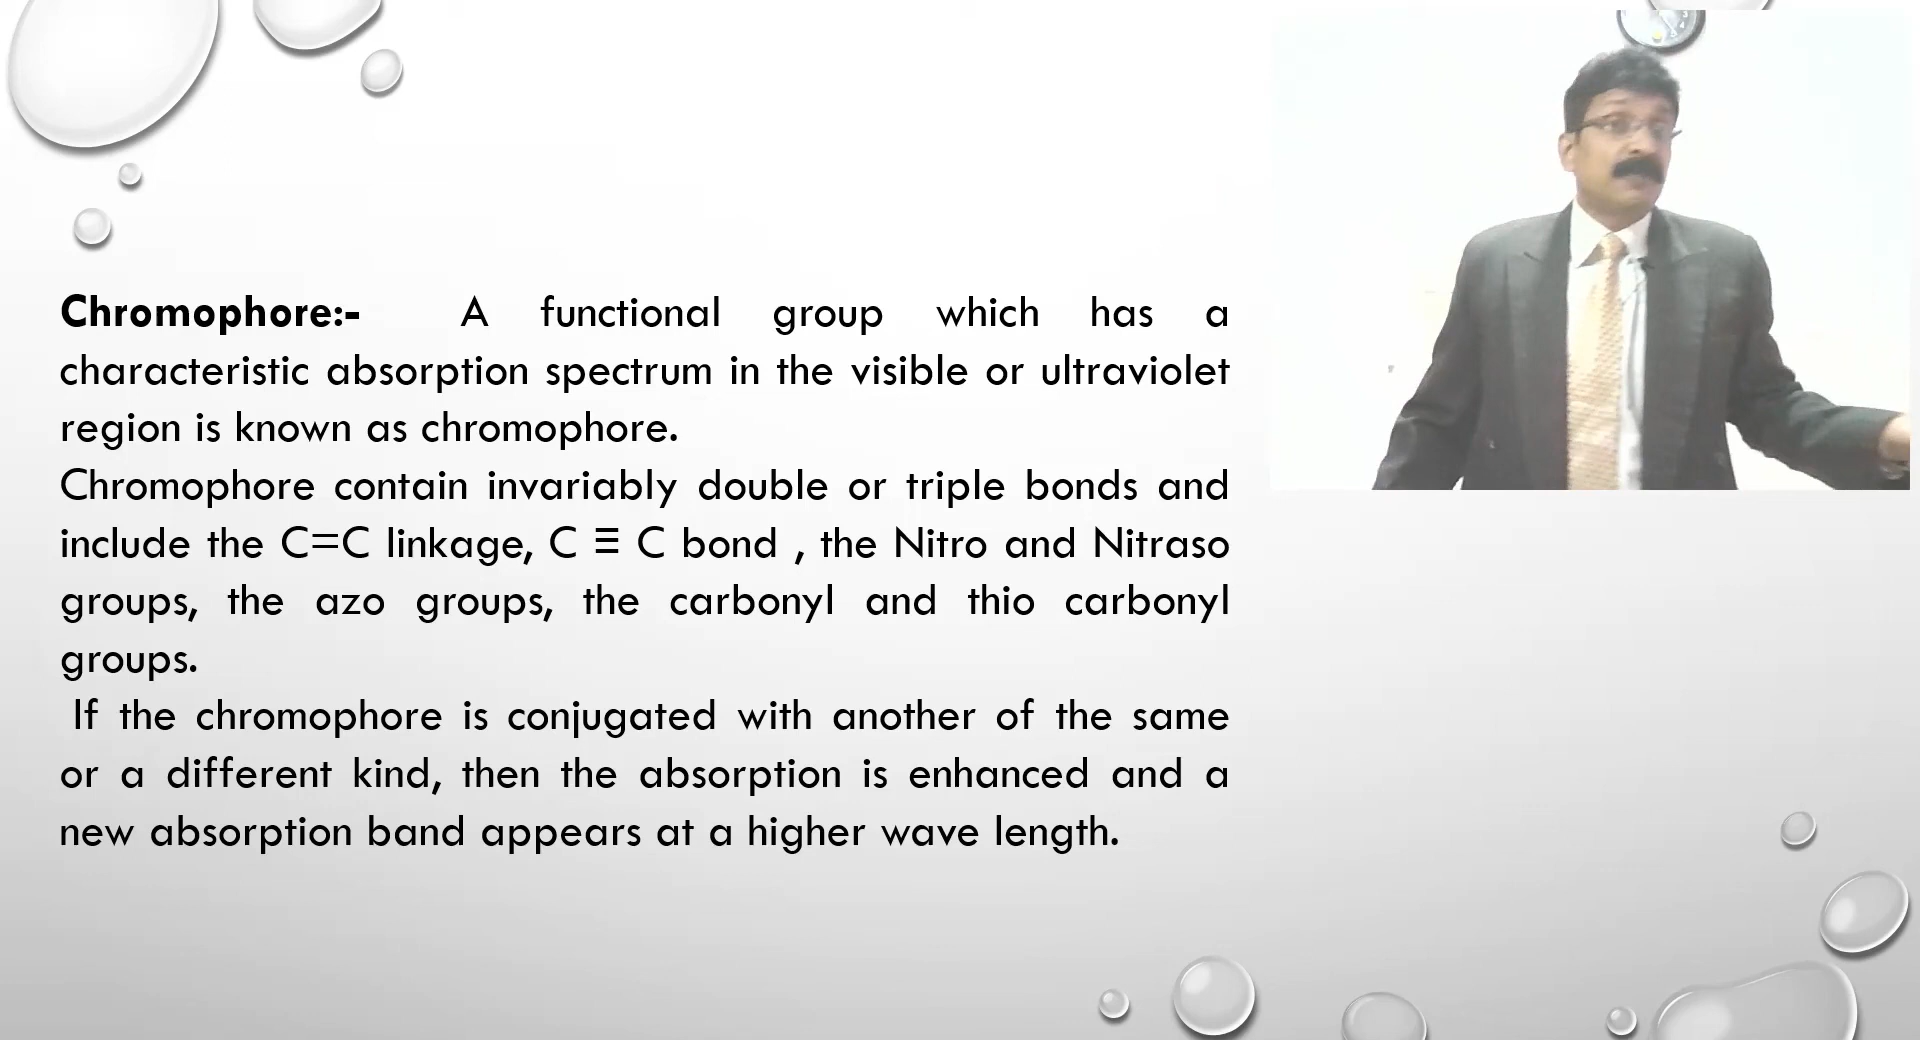 Chromophore:- A functional group which has a
characteristic absorption spectrum in the visible or ultraviolet
region is known as chromophore.
Chromophore contain invariably double or triple bonds and
include the C=C linkage, C ≡ C bond , the Nitro and Nitraso
groups, the azo groups, the carbonyl and thio carbonyl
groups.
If the chromophore is conjugated with another of the same
or a different kind, then the absorption is enhanced and a
new absorption band appears at a higher wave length.